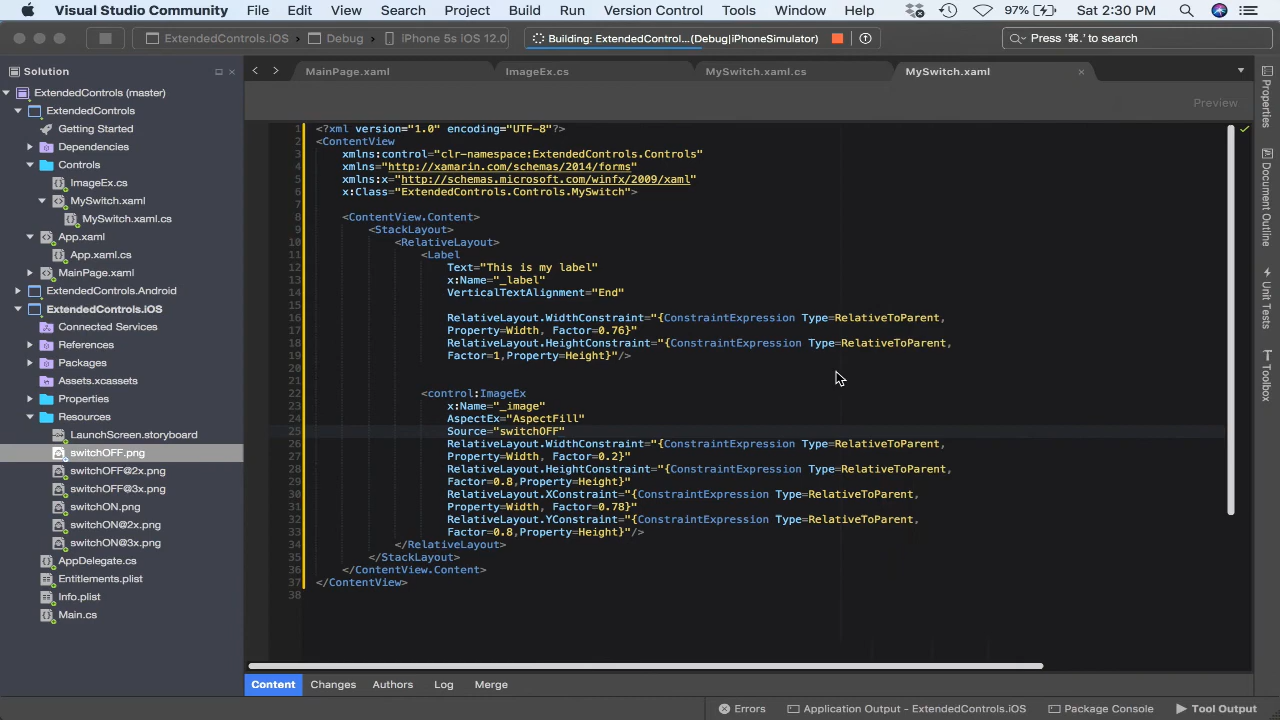 Visual Studio Community File Edit View Search Project Build Run Version Control Tools Window Help 97% Sat 2:30 PM
ExtendedControls.iOS Debug iPhone 5s iOS 12.0 Building: ExtendedControl...(Debug|iPhoneSimulator) Press '⌘.' to search
Solution
MainPage.xaml ImageEx.cs MySwitch.xaml.cs MySwitch.xaml
Preview
ExtendedControls (master)
ExtendedControls
Getting Started
Dependencies
Controls
ImageEx.cs
MySwitch.xaml
MySwitch.xaml.cs
App.xaml
App.xaml.cs
MainPage.xaml
ExtendedControls.Android
ExtendedControls.iOS
Connected Services
References
Packages
Assets.xcassets
Properties
Resources
LaunchScreen.storyboard
switchOFF.png
switchOFF@2x.png
switchOFF@3x.png
switchON.png
switchON@2x.png
switchON@3x.png
AppDelegate.cs
Entitlements.plist
Info.plist
Main.cs
1 <?xml version="1.0" encoding="UTF-8"?>
2 <ContentView
3 xmlns:control="clr-namespace:ExtendedControls.Controls"
4 xmlns="http://xamarin.com/schemas/2014/forms"
5 xmlns:x="http://schemas.microsoft.com/winfx/2009/xaml"
6 x:Class="ExtendedControls.Controls.MySwitch">
7
8 <ContentView.Content>
9 <StackLayout>
10 <RelativeLayout>
11 <Label
12 Text="This is my label"
13 x:Name="_label"
14 VerticalTextAlignment="End"
15
16 RelativeLayout.WidthConstraint="{ConstraintExpression Type=RelativeToParent,
17 Property=Width, Factor=0.76}"
18 RelativeLayout.HeightConstraint="{ConstraintExpression Type=RelativeToParent,
19 Factor=1,Property=Height}"/>
20
21
22 <control:ImageEx
23 x:Name="_image"
24 AspectEx="AspectFill"
25 Source="switchOFF"
26 RelativeLayout.WidthConstraint="{ConstraintExpression Type=RelativeToParent,
27 Property=Width, Factor=0.2}"
28 RelativeLayout.HeightConstraint="{ConstraintExpression Type=RelativeToParent,
29 Factor=0.8,Property=Height}"
30 RelativeLayout.XConstraint="{ConstraintExpression Type=RelativeToParent,
31 Property=Width, Factor=0.78}"
32 RelativeLayout.YConstraint="{ConstraintExpression Type=RelativeToParent,
33 Factor=0.8,Property=Height}"/>
34 </RelativeLayout>
35 </StackLayout>
36 </ContentView.Content>
37 </ContentView>
38
Properties
Document Outline
Unit Tests
Toolbox
Content Changes Authors Log Merge
Errors Application Output - ExtendedControls.iOS Package Console Tool Output